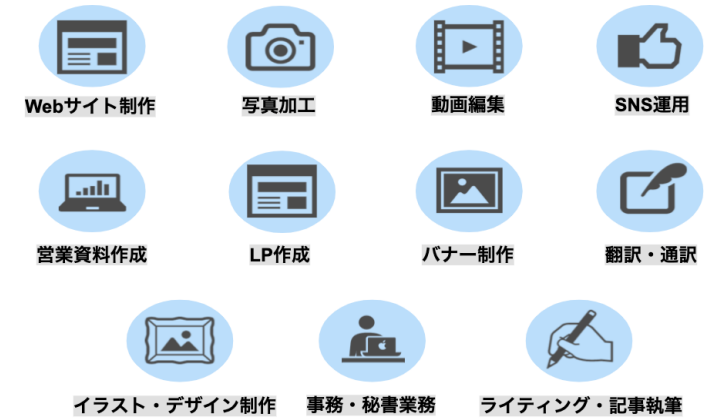 Webサイト制作
写真加工
動画編集
SNS運用
営業資料作成
LP作成
バナー制作
翻訳・通訳
イラスト・デザイン制作
事務・秘書業務
ライティング・記事執筆